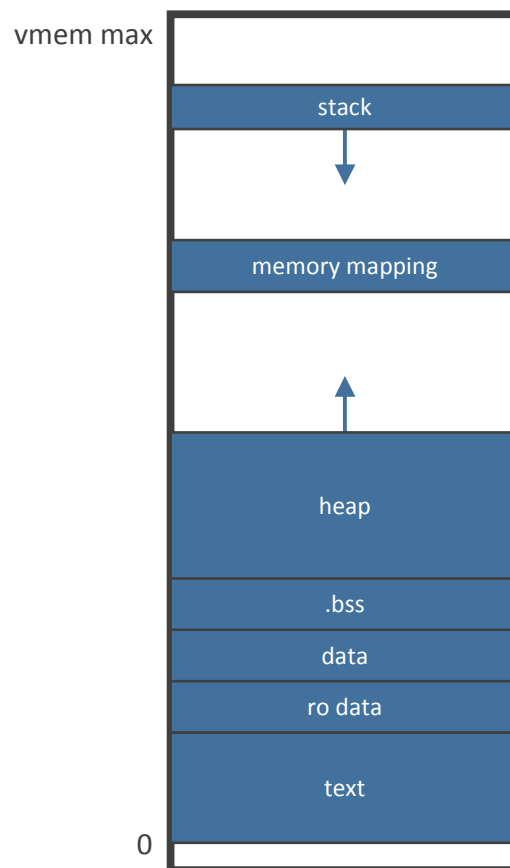 vmem max
stack
memory mapping
heap
.bss
data
ro data
text
0